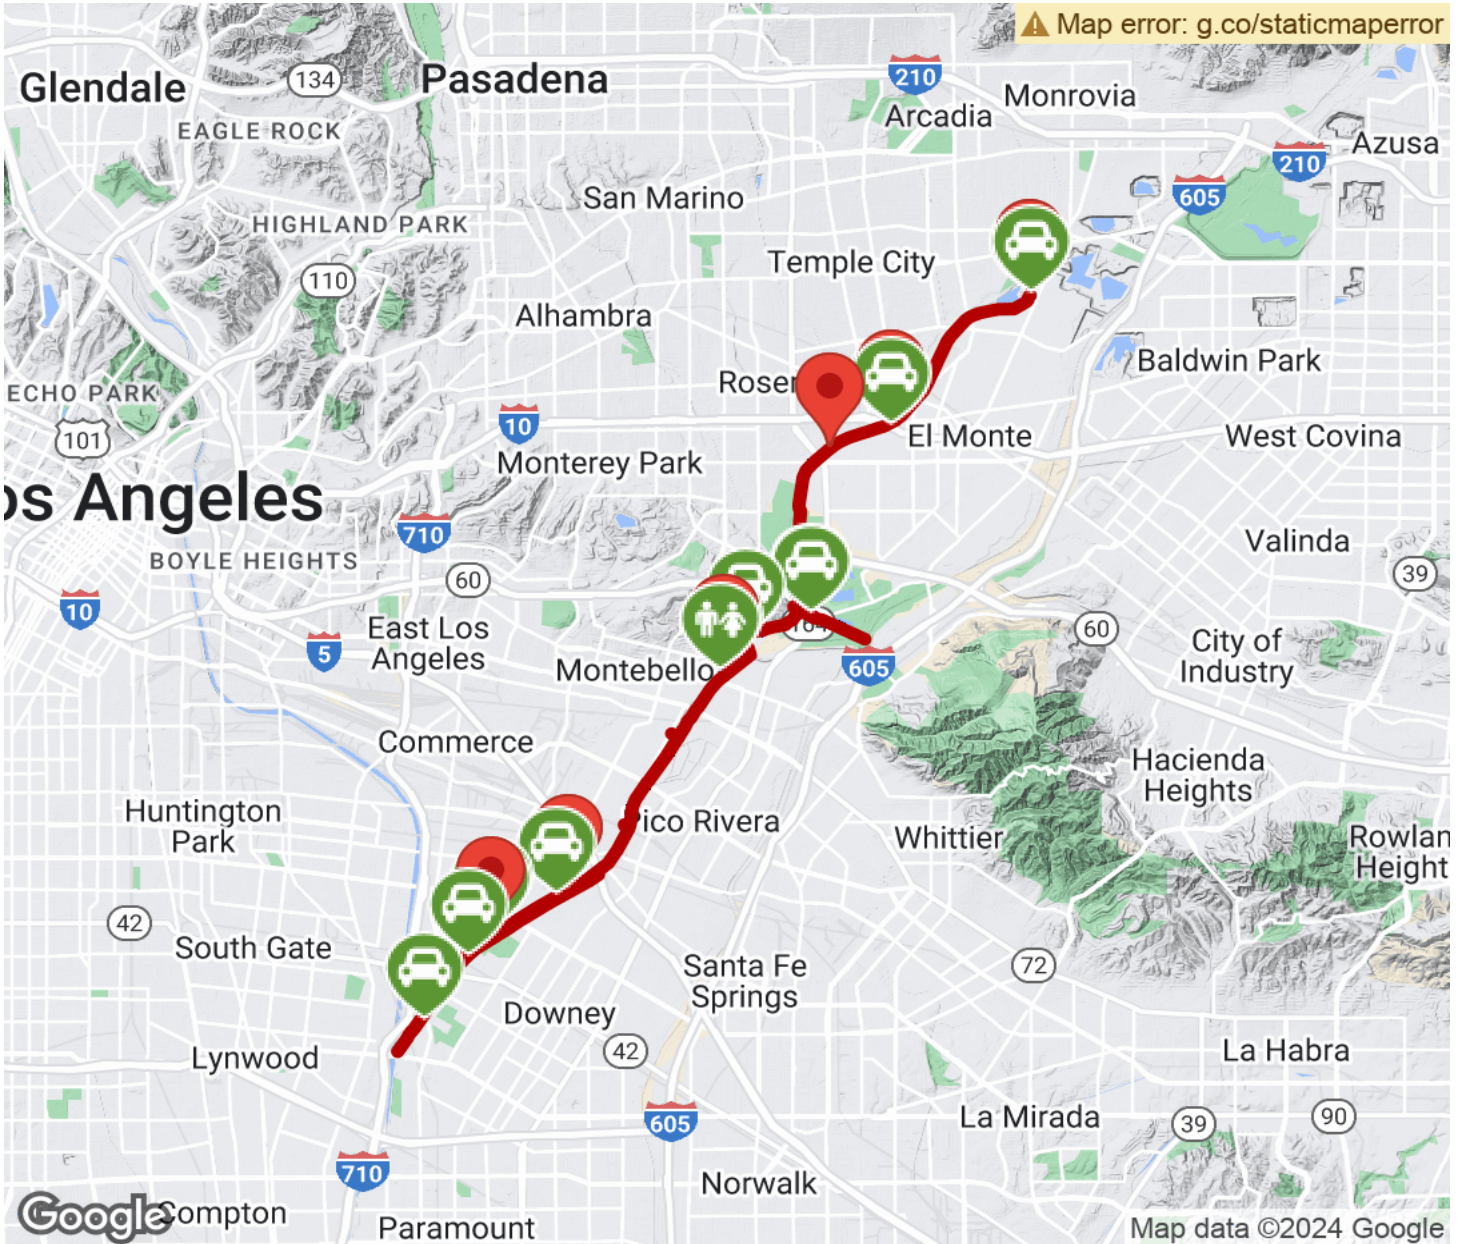 Map error: g.co/staticmaperror
Glendale
134
Pasadena
210
Monrovia
Arcadia
EAGLE ROCK
Azusa
210
605
San Marino
HIGHLAND PARK
Temple City
110
Alhambra
Baldwin Park
Roser
ECHO PARK
10
101
El Monte
West Covina
Monterey Park
os Angeles
710
Valinda
BOYLE HEIGHTS
60
39
10
164
60
East Los
Angeles
5
City of
Industry
Montebello
605
Commerce
Hacienda
Heights
Huntington
Park
Pico Rivera
Whittier
Rowlan
Height
42
South Gate
72
Santa Fe
Springs
Downey
42
Lynwood
La Habra
605
La Mirada
39
90
710
Norwalk
Google
Compton
Paramount
Map data ©2024 Google